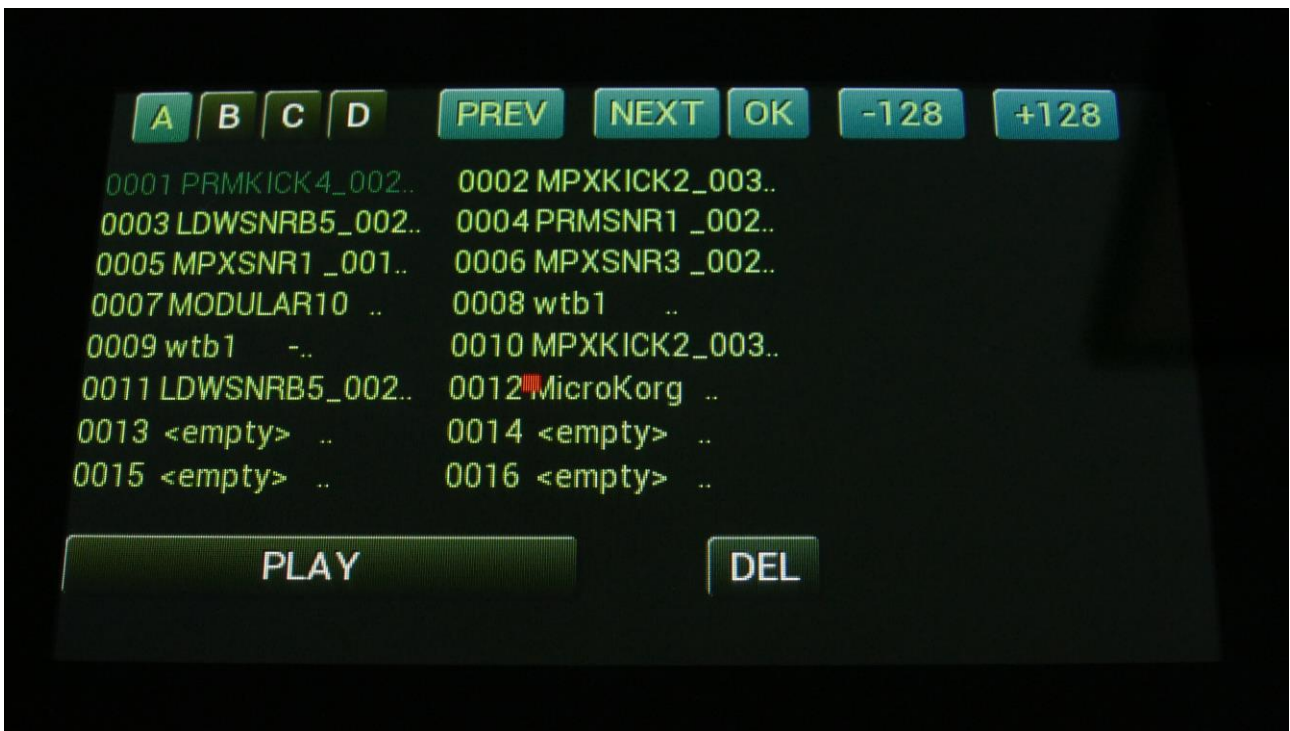 A B C D PREV NEXT OK -128 +128
0001 PRMKICK4_002.. 0002 MPXKICK2_003..
0003 LDWSNRB5_002.. 0004 PRMSNR1 _002..
0005 MPXSNR1 _001.. 0006 MPXSNR3 _002..
0007 MODULAR10 .. 0008 wtb1 ..
0009 wtb1 -.. 0010 MPXKICK2_003..
0011 LDWSNRB5_002.. 0012 MicroKorg ..
0013 <empty> .. 0014 <empty> ..
0015 <empty> .. 0016 <empty> ..
PLAY DEL